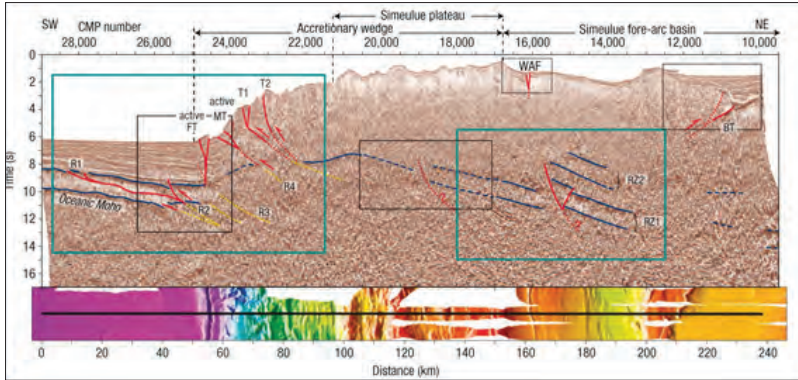 Simeulue plateau
SW CMP number Accretionary wedge Simeulue fore-arc basin NE
28,000 26,000 24,000 22,000 20,000 18,000 16,000 14,000 12,000 10,000
0
2
4
6
8
10
12
14
16
Time (s)
WAF
T1 T2
active
active MT
FT
BT
R1
R2
R3
R4
RZ2
RZ1
Oceanic Moho
0 20 40 60 80 100 120 140 160 180 200 220 240
Distance (km)